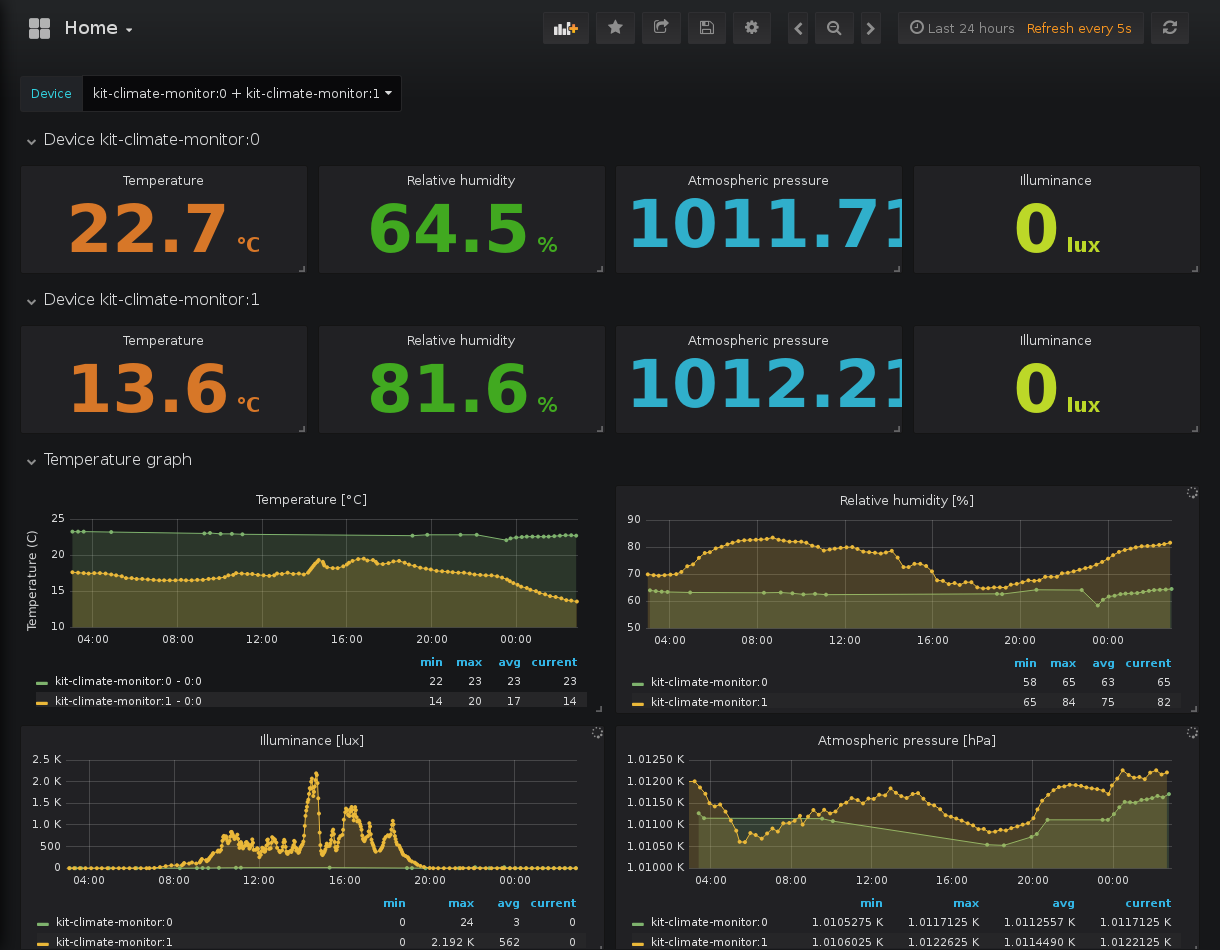 Home
Last 24 hours Refresh every 5s
Device kit-climate-monitor:0 + kit-climate-monitor:1
Device kit-climate-monitor:0
Temperature Relative humidity Atmospheric pressure Illuminance
22.7 °C 64.5 % 1011.71 0 lux
Device kit-climate-monitor:1
Temperature Relative humidity Atmospheric pressure Illuminance
13.6 °C 81.6 % 1012.21 0 lux
Temperature graph
Temperature [°C]
Temperature (C)
25
20
15
10
04:00 08:00 12:00 16:00 20:00 00:00
min max avg current
kit-climate-monitor:0 - 0:0 22 23 23 23
kit-climate-monitor:1 - 0:0 14 20 17 14
Relative humidity [%]
90
80
70
60
50
04:00 08:00 12:00 16:00 20:00 00:00
min max avg current
kit-climate-monitor:0 58 65 63 65
kit-climate-monitor:1 65 84 75 82
Illuminance [lux]
2.5 K
2.0 K
1.5 K
1.0 K
500
0
04:00 08:00 12:00 16:00 20:00 00:00
min max avg current
kit-climate-monitor:0 0 24 3 0
kit-climate-monitor:1 0 2.192 K 562 0
Atmospheric pressure [hPa]
1.01250 K
1.01200 K
1.01150 K
1.01100 K
1.01050 K
1.01000 K
04:00 08:00 12:00 16:00 20:00 00:00
min max avg current
kit-climate-monitor:0 1.0105275 K 1.0117125 K 1.0112557 K 1.0117125 K
kit-climate-monitor:1 1.0106025 K 1.0122625 K 1.0114490 K 1.0122125 K